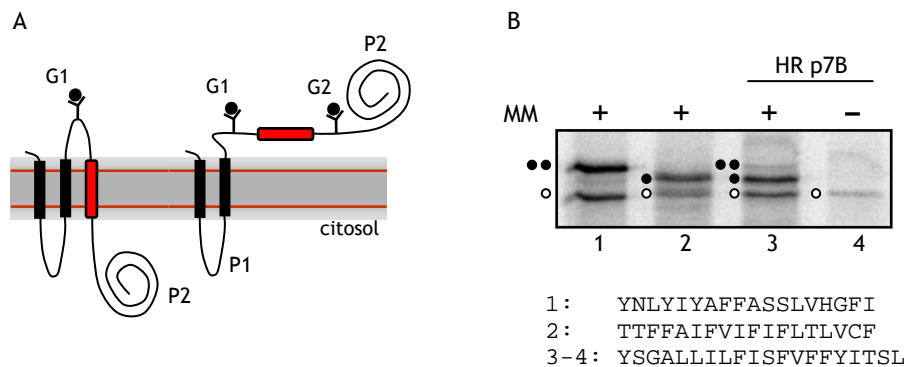 A
B
G1
G1
G2
P2
HR p7B
MM + + + −
citosol
P1
P2
1 2 3 4
1: YNLYIYAFFASSLVHGFI
2: TTFFAIFVIFIFLTLVCF
3-4: YSGALLILFISFVFFYITSL